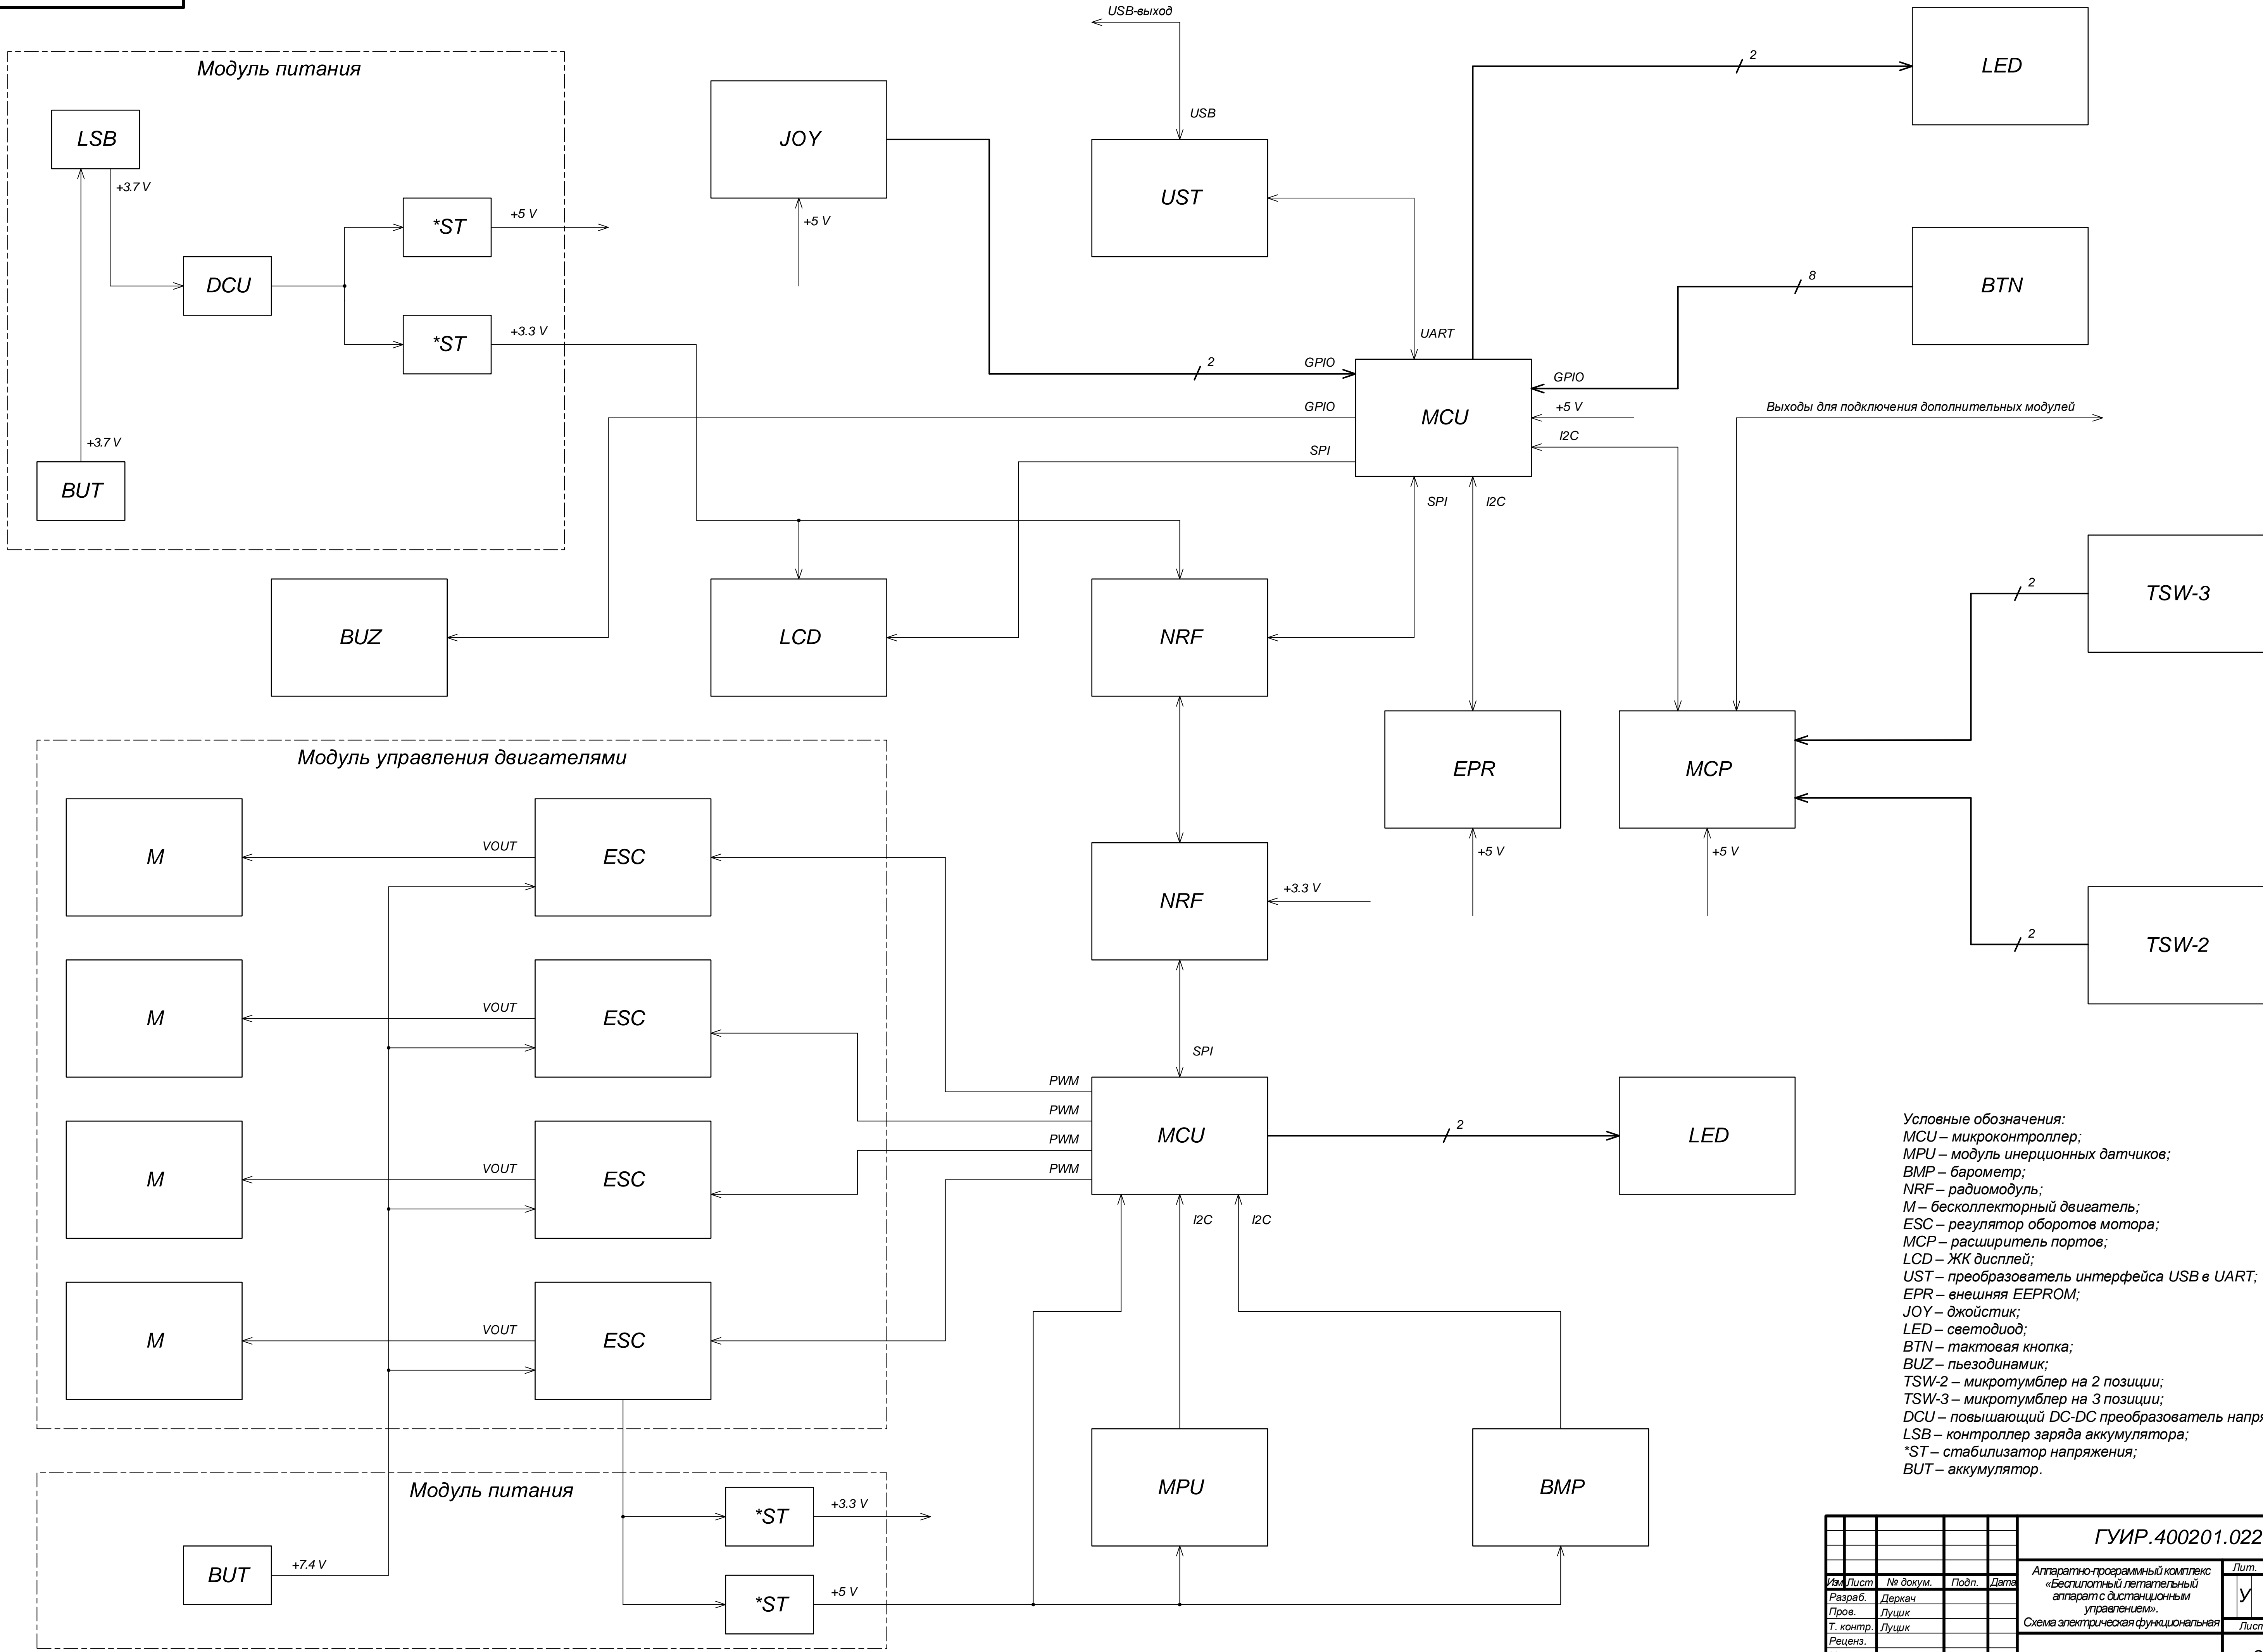 USB-выход
2
LED
Модуль питания
LSB
+3.7 V
JOY
USB
UST
*ST
+5 V
+5 V
DCU
8
BTN
*ST
+3.3 V
UART
2
GPIO
GPIO
GPIO
MCU
+5 V
Выходы для подключения дополнительных модулей
I2C
SPI
+3.7 V
BUT
SPI
I2C
BUZ
LCD
NRF
2
TSW-3
Модуль управления двигателями
EPR
MCP
M
VOUT
ESC
+5 V
+5 V
NRF
+3.3 V
2
TSW-2
M
VOUT
ESC
SPI
PWM
PWM
PWM
PWM
MCU
2
LED
M
VOUT
ESC
I2C
I2C
M
VOUT
ESC
Условные обозначения:
MCU – микроконтроллер;
MPU – модуль инерционных датчиков;
BMP – барометр;
NRF – радиомодуль;
M – бесколлекторный двигатель;
ESC – регулятор оборотов мотора;
MCP – расширитель портов;
LCD – ЖК дисплей;
UST – преобразователь интерфейса USB в UART;
EPR – внешняя EEPROM;
JOY – джойстик;
LED – светодиод;
BTN – тактовая кнопка;
BUZ – пьезодинамик;
TSW-2 – микротумблер на 2 позиции;
TSW-3 – микротумблер на 3 позиции;
DCU – повышающий DC-DC преобразователь
LSB – контроллер заряда аккумулятора;
*ST – стабилизатор напряжения;
BUT – аккумулятор.
Модуль питания
*ST
+3.3 V
MPU
BMP
BUT
+7.4 V
*ST
+5 V
ГУИР.400201.022
Аппаратно-программный комплекс
«Беспилотный летательный
аппарат с дистанционным
управлением».
Схема электрическая функциональная
Лит.
У
Изм Лист № докум. Подп. Дата
Разраб. Деркач
Пров. Луцик
Т. контр. Луцик
Реценз.